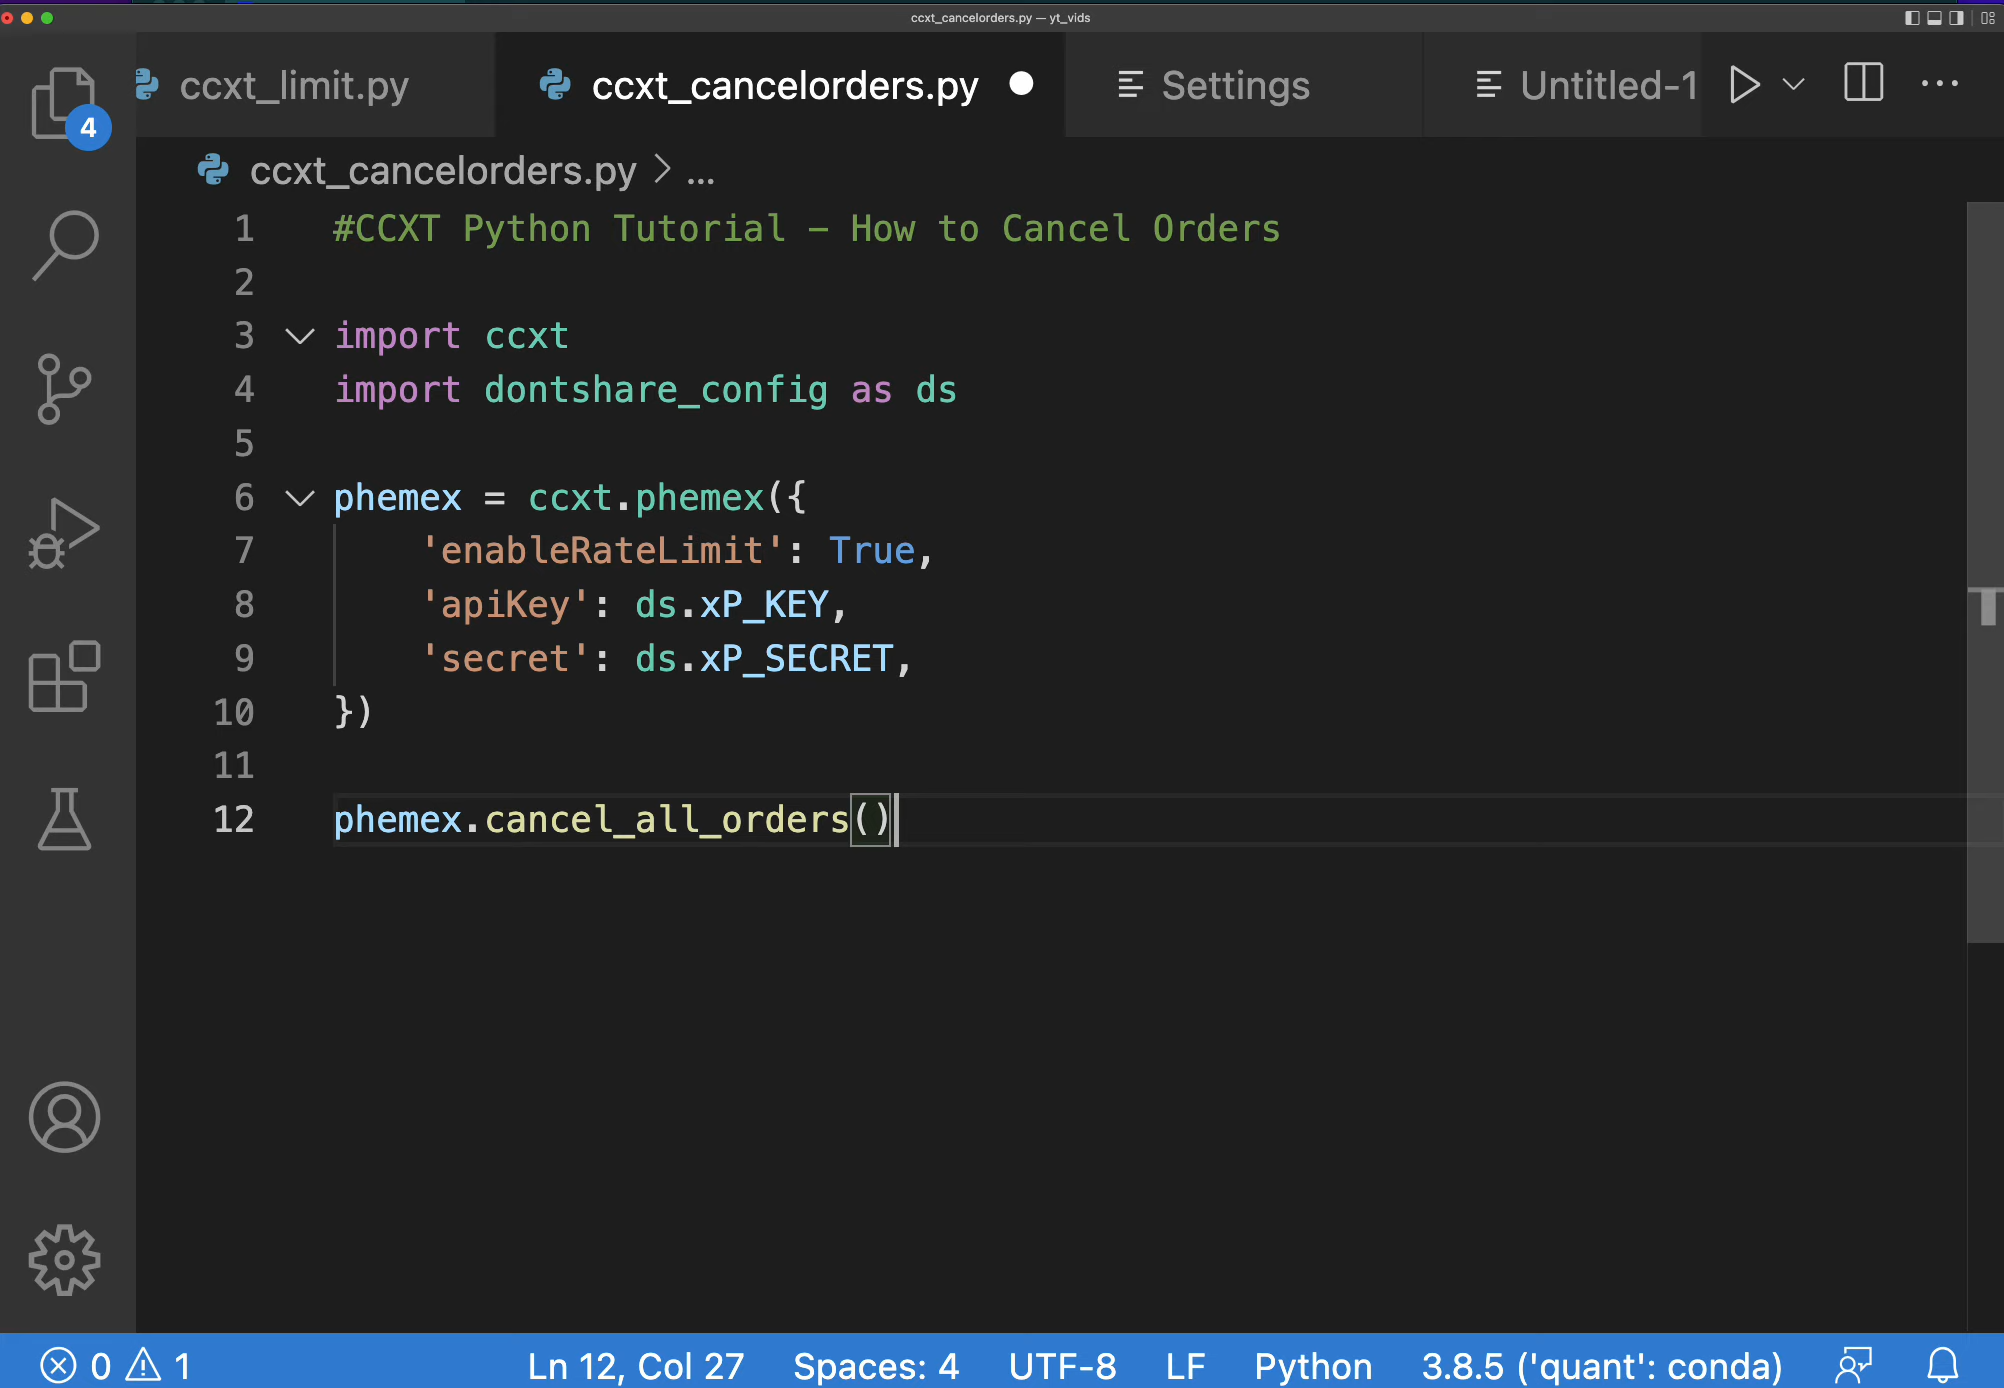 ccxt_cancelorders.py — yt_vids
ccxt_limit.py
ccxt_cancelorders.py
Settings
Untitled-1
4
ccxt_cancelorders.py > ...
1 #CCXT Python Tutorial - How to Cancel Orders
2
3 import ccxt
4 import dontshare_config as ds
5
6 phemex = ccxt.phemex({
7 'enableRateLimit': True,
8 'apiKey': ds.xP_KEY,
9 'secret': ds.xP_SECRET,
10 })
11
12 phemex.cancel_all_orders()
0 1 Ln 12, Col 27 Spaces: 4 UTF-8 LF Python 3.8.5 ('quant': conda)